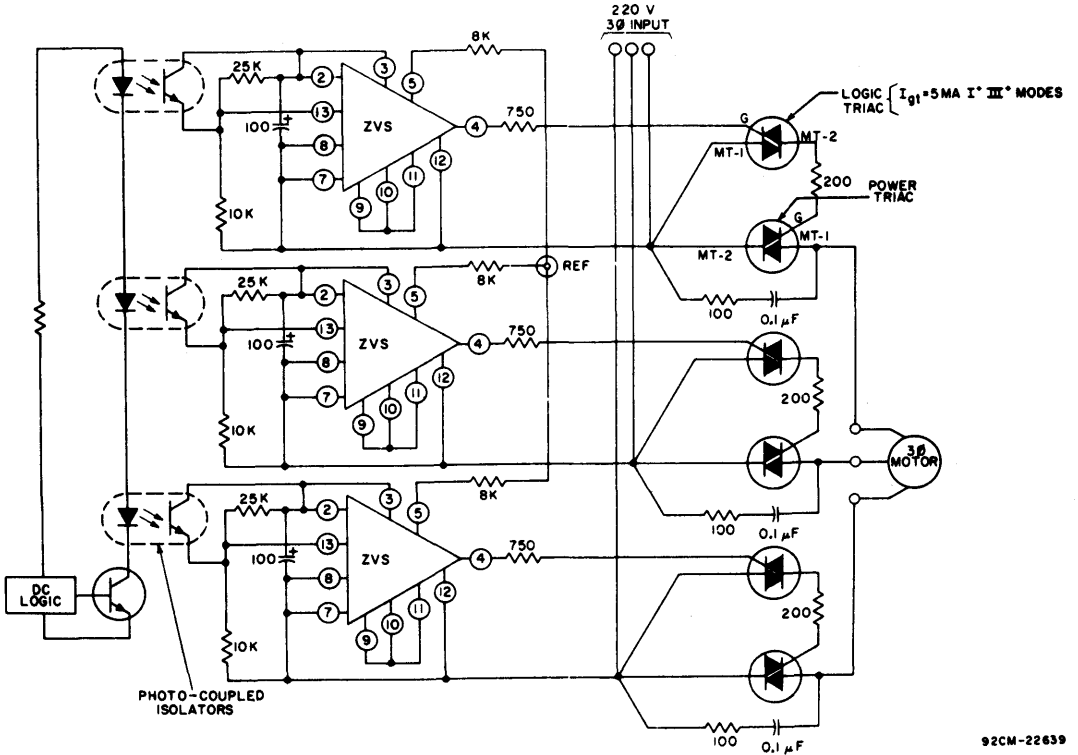 220 V
3Ø INPUT
8K
25K
2
3
5
13
100
+
ZVS
4
750
8
12
7
11
10
9
10K
LOGIC TRIAC { Igt=5MA I+ III+ MODES
G
MT-2
MT-1
200
POWER
TRIAC
G
MT-1
MT-2
100
0.1 μF
REF
8K
25K
2
3
5
13
100
+
ZVS
4
750
8
12
7
11
10
9
10K
200
100
0.1 μF
3Ø
MOTOR
8K
25K
2
3
5
13
100
+
ZVS
4
750
8
12
7
11
10
9
10K
200
100
0.1 μF
DC
LOGIC
PHOTO-COUPLED
ISOLATORS
92CM-22639